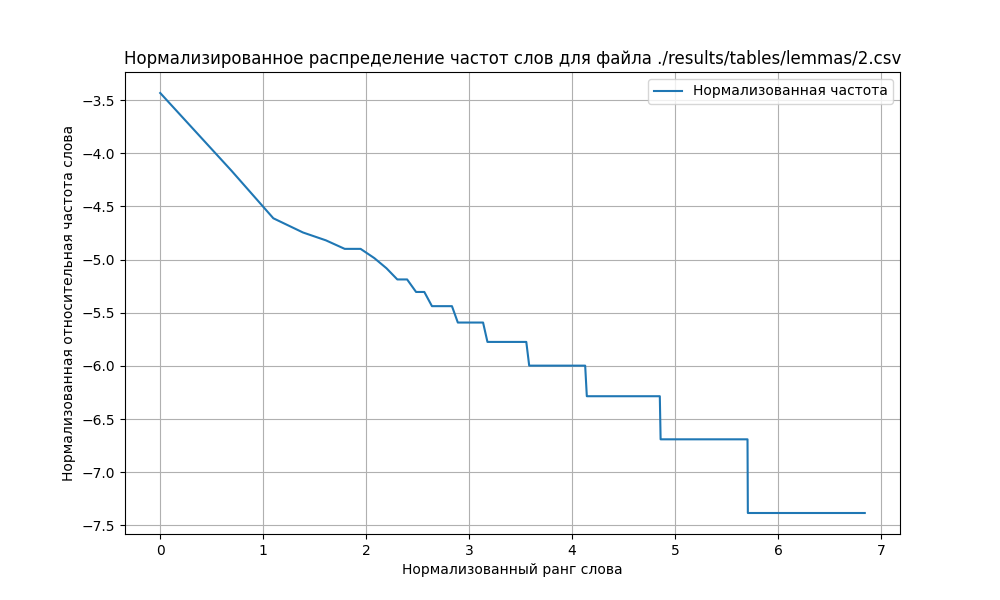 Нормализированное распределение частот слов для файла ./results/tables/lemmas/2.csv
Нормализованная частота
Нормализованная относительная частота слова
−3.5
−4.0
−4.5
−5.0
−5.5
−6.0
−6.5
−7.0
−7.5
0 1 2 3 4 5 6 7
Нормализованный ранг слова